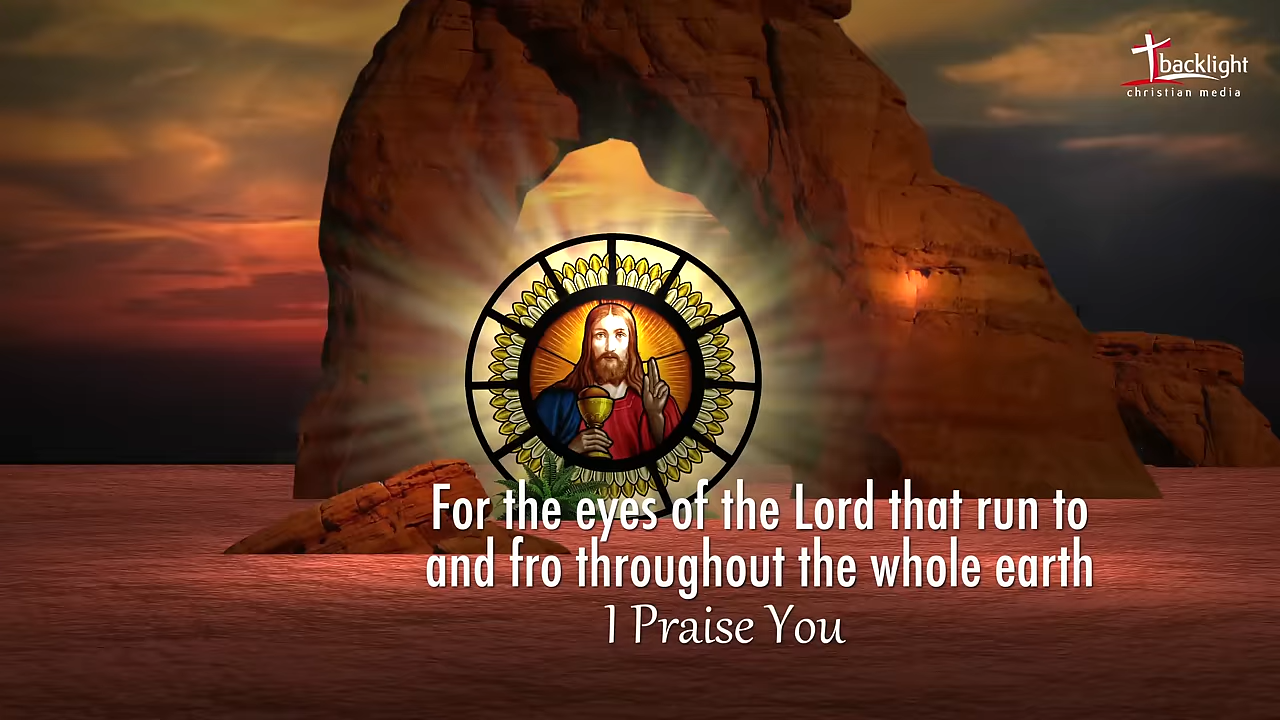 backlight
christian media
For the eyes of the Lord that run to
and fro throughout the whole earth
I Praise You